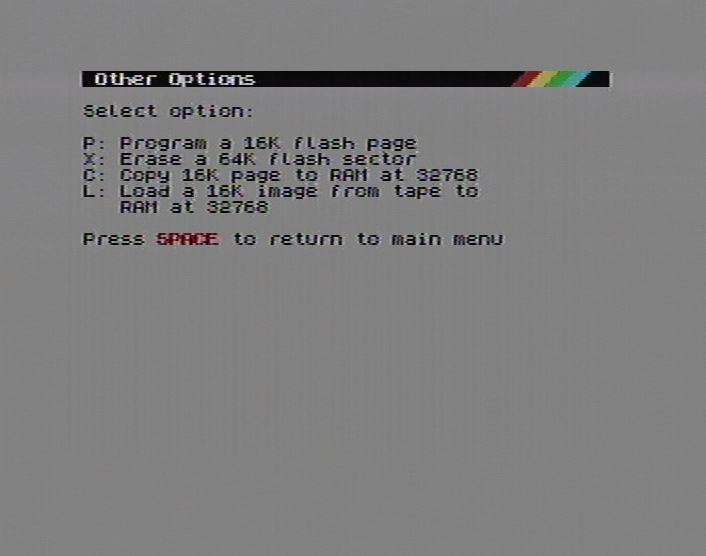 Other Options
Select option:
P: Program a 16K flash page
X: Erase a 64K flash sector
C: Copy 16K page to RAM at 32768
L: Load a 16K image from tape to
RAM at 32768
Press SPACE to return to main menu